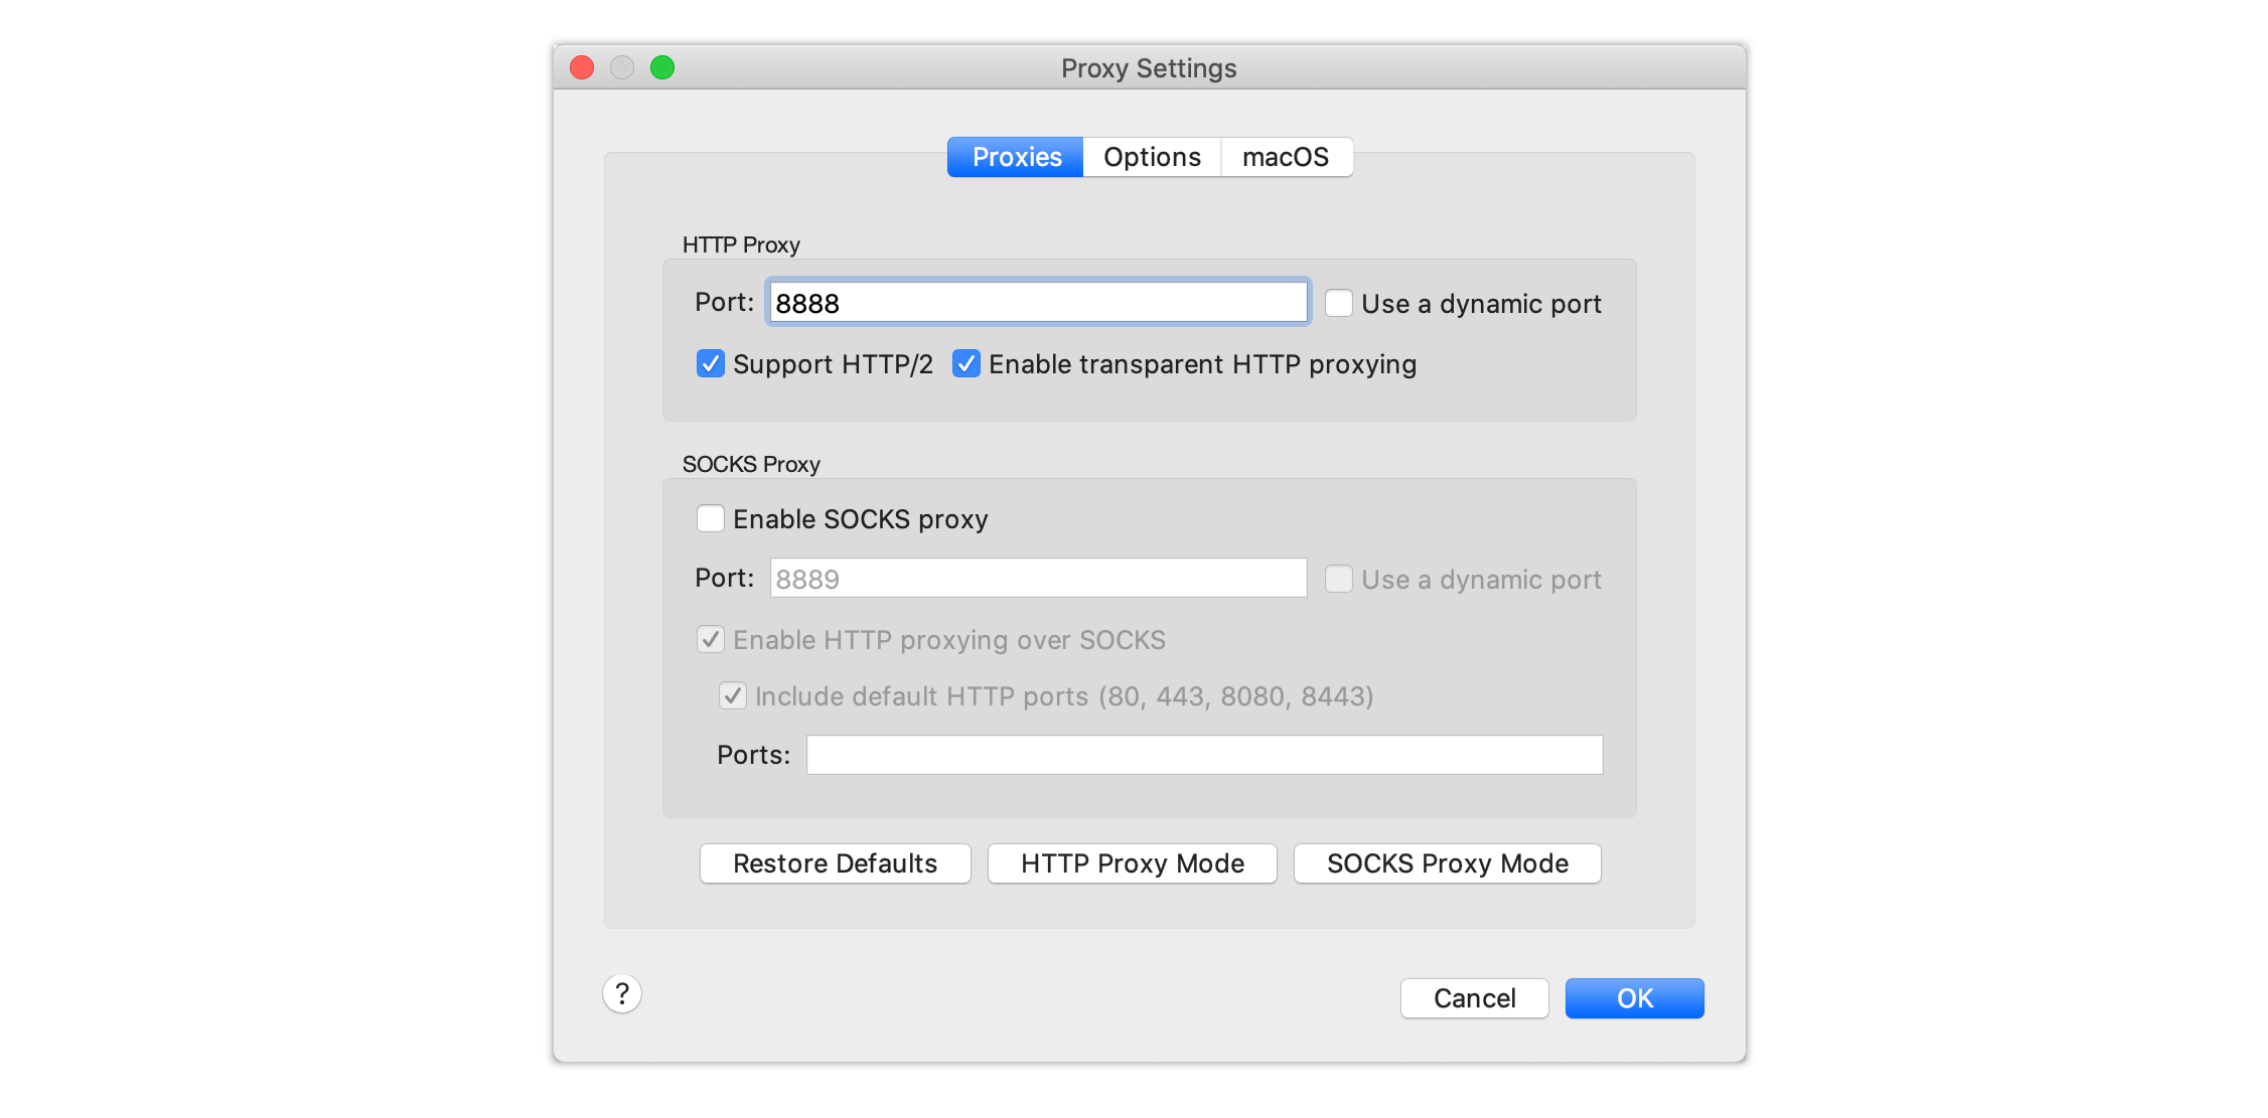 Proxy Settings
Proxies Options macOS
HTTP Proxy
Port: 8888 Use a dynamic port
Support HTTP/2 Enable transparent HTTP proxying
SOCKS Proxy
Enable SOCKS proxy
Port: 8889 Use a dynamic port
Enable HTTP proxying over SOCKS
Include default HTTP ports (80, 443, 8080, 8443)
Ports:
Restore Defaults HTTP Proxy Mode SOCKS Proxy Mode
? Cancel OK